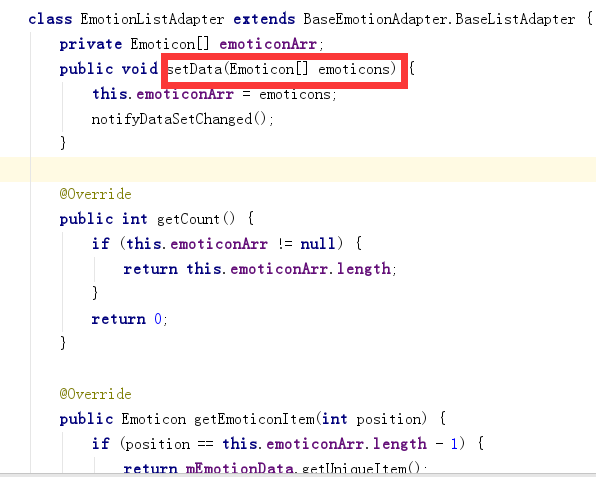 class EmotionListAdapter extends BaseEmotionAdapter.BaseListAdapter {
private Emoticon[] emoticonArr;
public void setData(Emoticon[] emoticons) {
this.emoticonArr = emoticons;
notifyDataSetChanged();
}
@Override
public int getCount() {
if (this.emoticonArr != null) {
return this.emoticonArr.length;
}
return 0;
}
@Override
public Emoticon getEmoticonItem(int position) {
if (position == this.emoticonArr.length - 1) {
return mEmotionData.getUniqueItem();